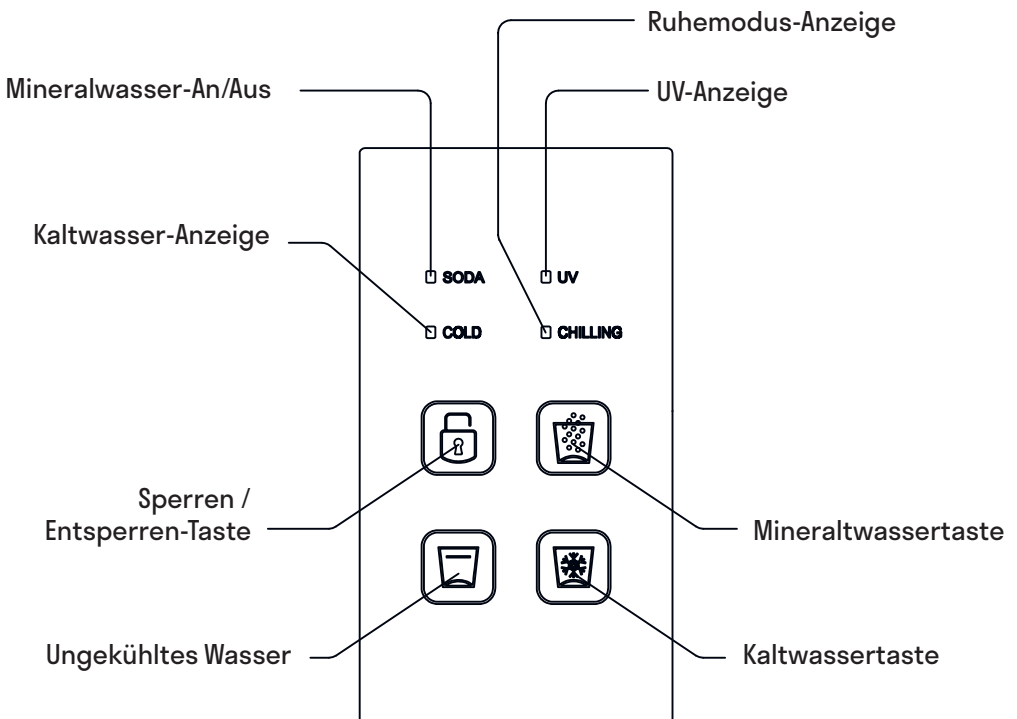 Ruhemodus-Anzeige
Mineralwasser-An/Aus
UV-Anzeige
Kaltwasser-Anzeige
SODA
UV
COLD
CHILLING
Sperren /
Entsperren-Taste
Mineraltwassertaste
Ungekühltes Wasser
Kaltwassertaste